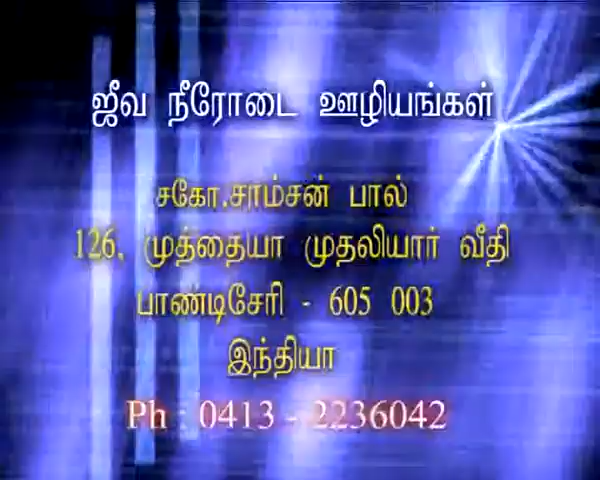 ஜீவ நீரோடை ஊழியங்கள்
சகோ.சாம்சன் பால்
126, முத்தையா முதலியார் வீதி
பாண்டிசேரி - 605 003
இந்தியா
Ph : 0413 - 2236042